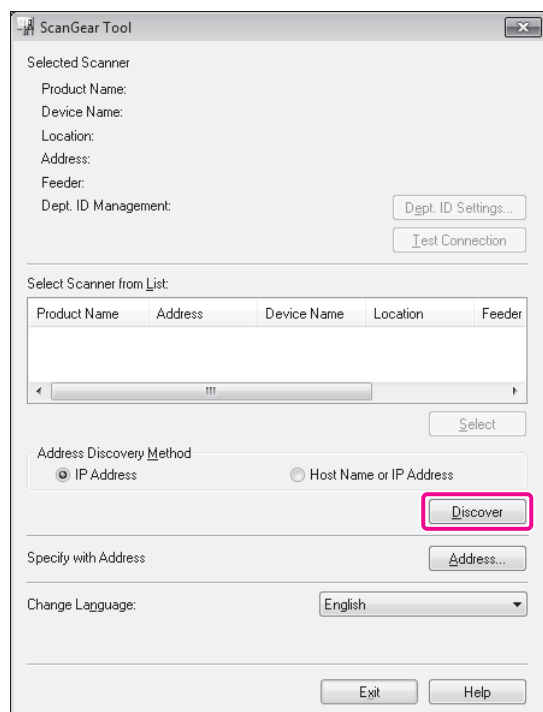 ScanGear Tool
Selected Scanner
Product Name:
Device Name:
Location:
Address:
Feeder:
Dept. ID Management:
Dept. ID Settings...
Test Connection
Select Scanner from List:
Product Name Address Device Name Location Feeder
Select
Address Discovery Method
IP Address Host Name or IP Address
Discover
Specify with Address Address...
Change Language: English
Exit Help